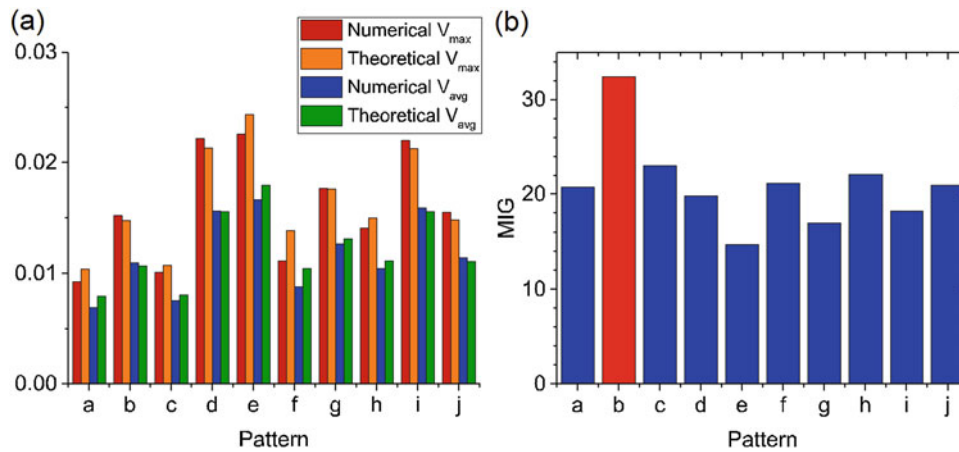 (a)
0.03
0.02
0.01
0.00
Numerical Vmax
Theoretical Vmax
Numerical Vavg
Theoretical Vavg
a b c d e f g h i j
Pattern
(b)
MIG
30
20
10
0
a b c d e f g h i j
Pattern